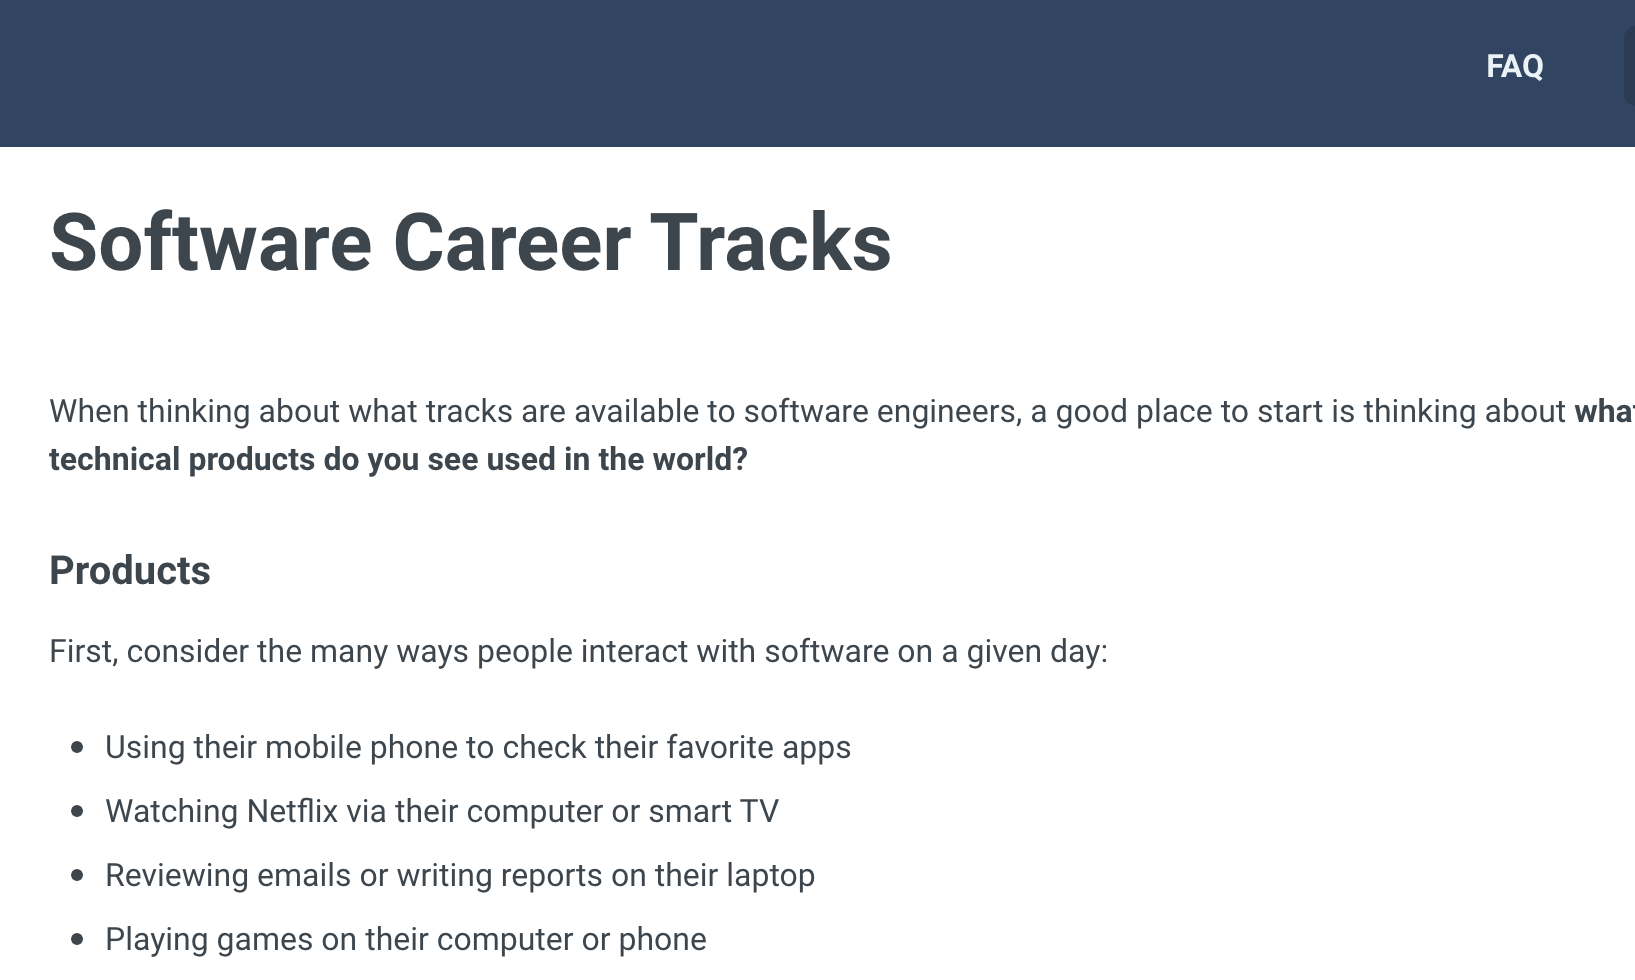 FAQ
Software Career Tracks
When thinking about what tracks are available to software engineers, a good place to start is thinking about what
technical products do you see used in the world?
Products
First, consider the many ways people interact with software on a given day:
• Using their mobile phone to check their favorite apps
• Watching Netflix via their computer or smart TV
• Reviewing emails or writing reports on their laptop
• Playing games on their computer or phone